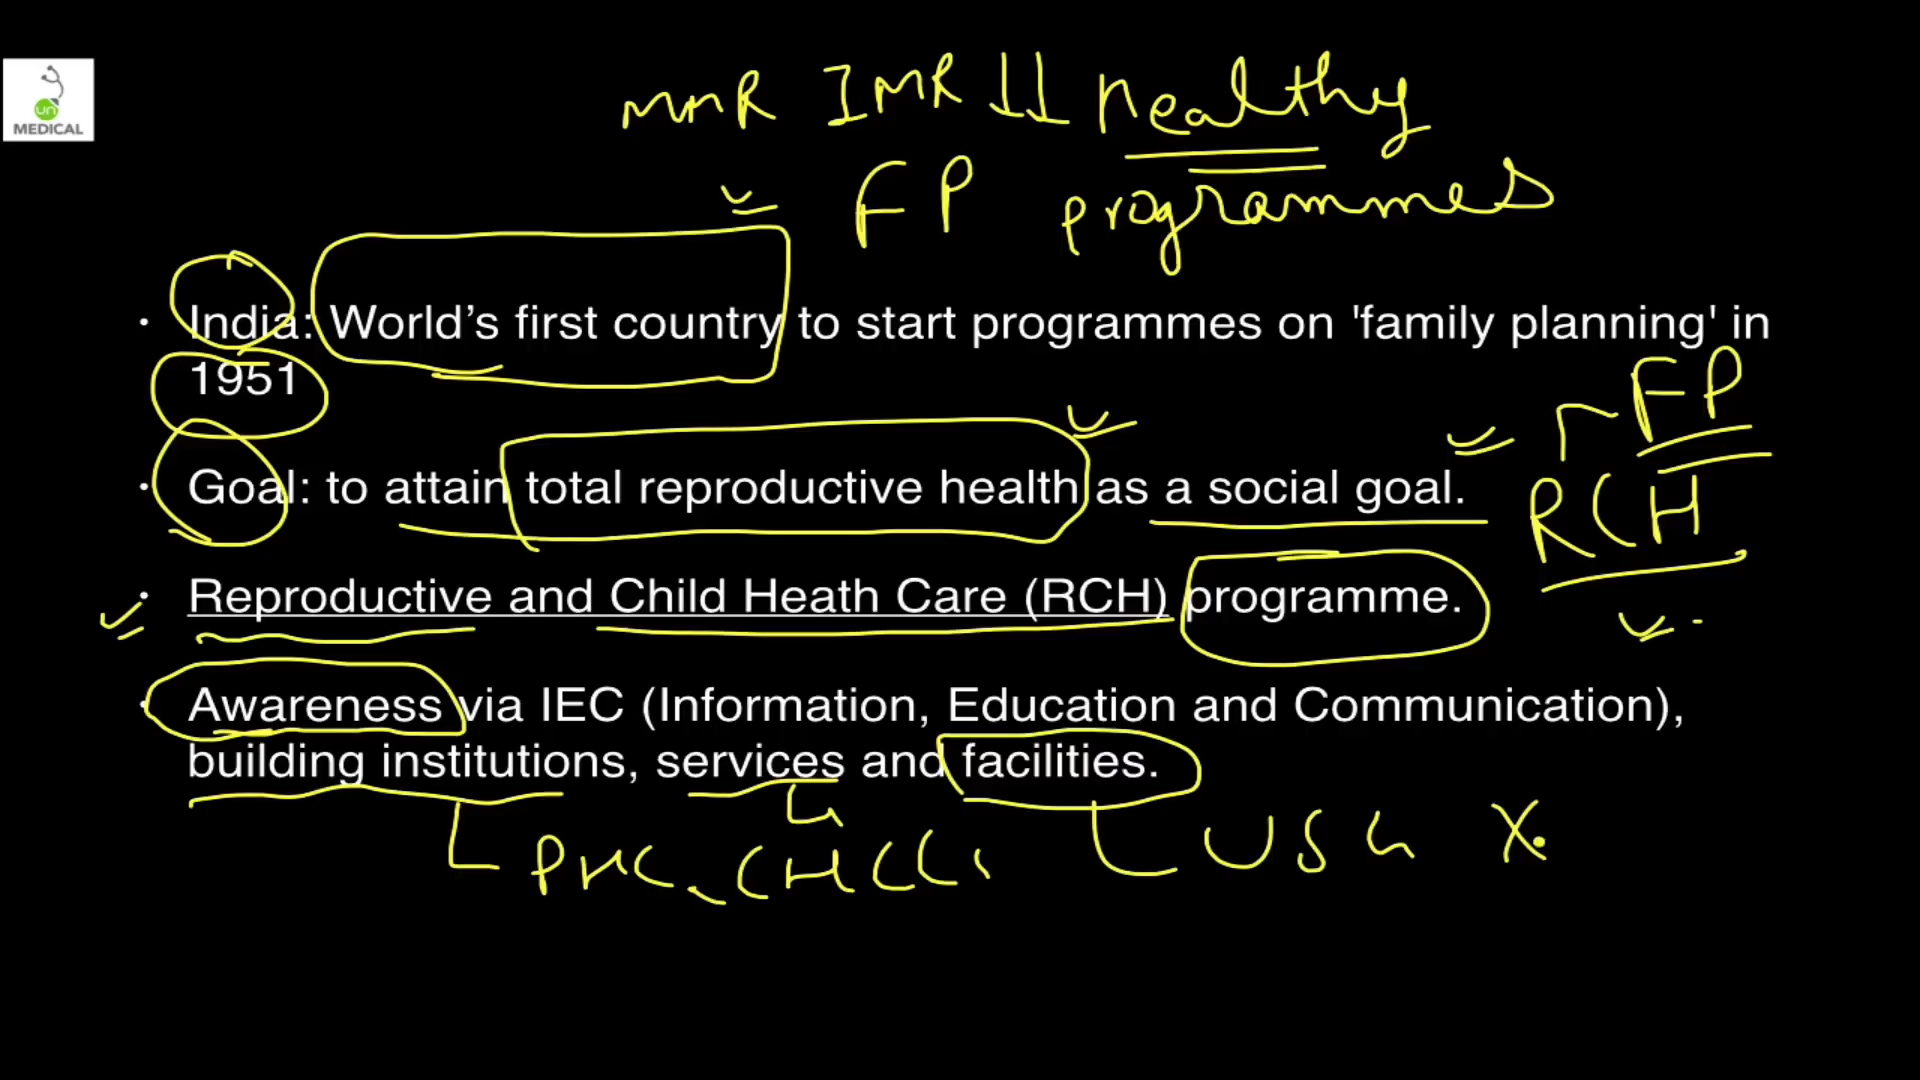 MMR IMR ↓↓ healthy
FP programmes
un
MEDICAL
• India: World’s first country to start programmes on 'family planning' in
1951
FP
• Goal: to attain total reproductive health as a social goal.
RCH
• Reproductive and Child Heath Care (RCH) programme.
• Awareness via IEC (Information, Education and Communication),
building institutions, services and facilities.
PHC, CHC
USG X.